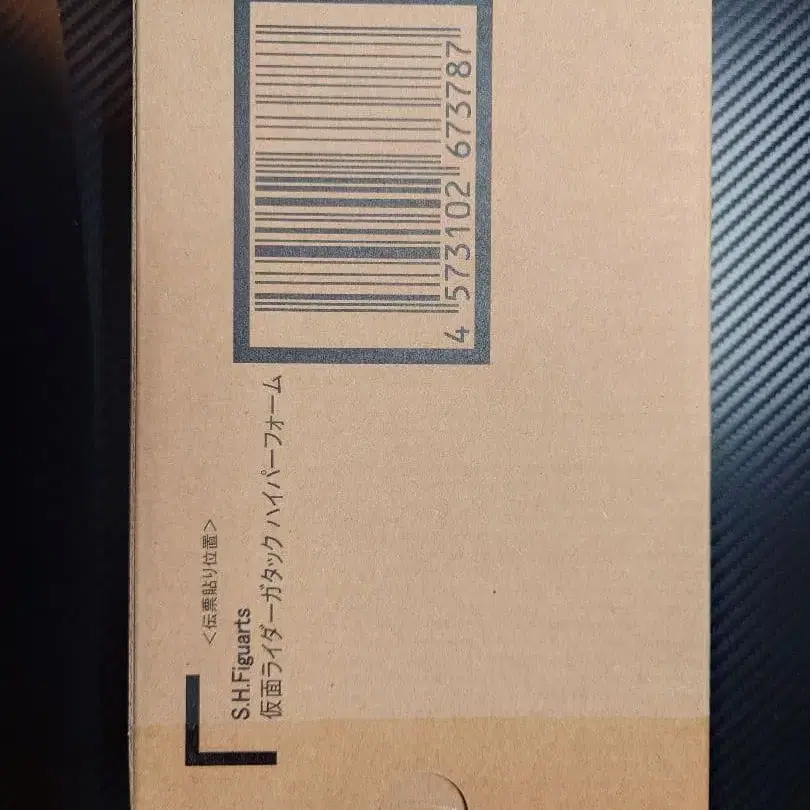 <伝票貼り位置>
S.H.Figuarts
仮面ライダーガタック ハイパーフォーム
4 573102 673787